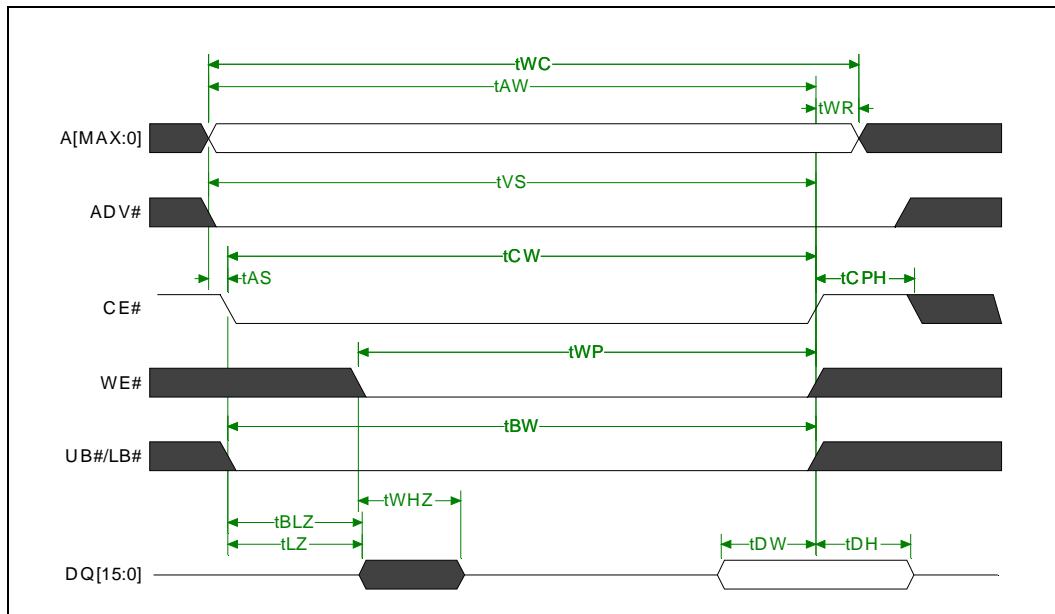 tWC
tAW
tWR
A[MAX:0]
tVS
ADV#
tCW
tAS
tCPH
CE#
tWP
WE#
tBW
UB#/LB#
tWHZ
tBLZ
tLZ
tDW
tDH
DQ[15:0]